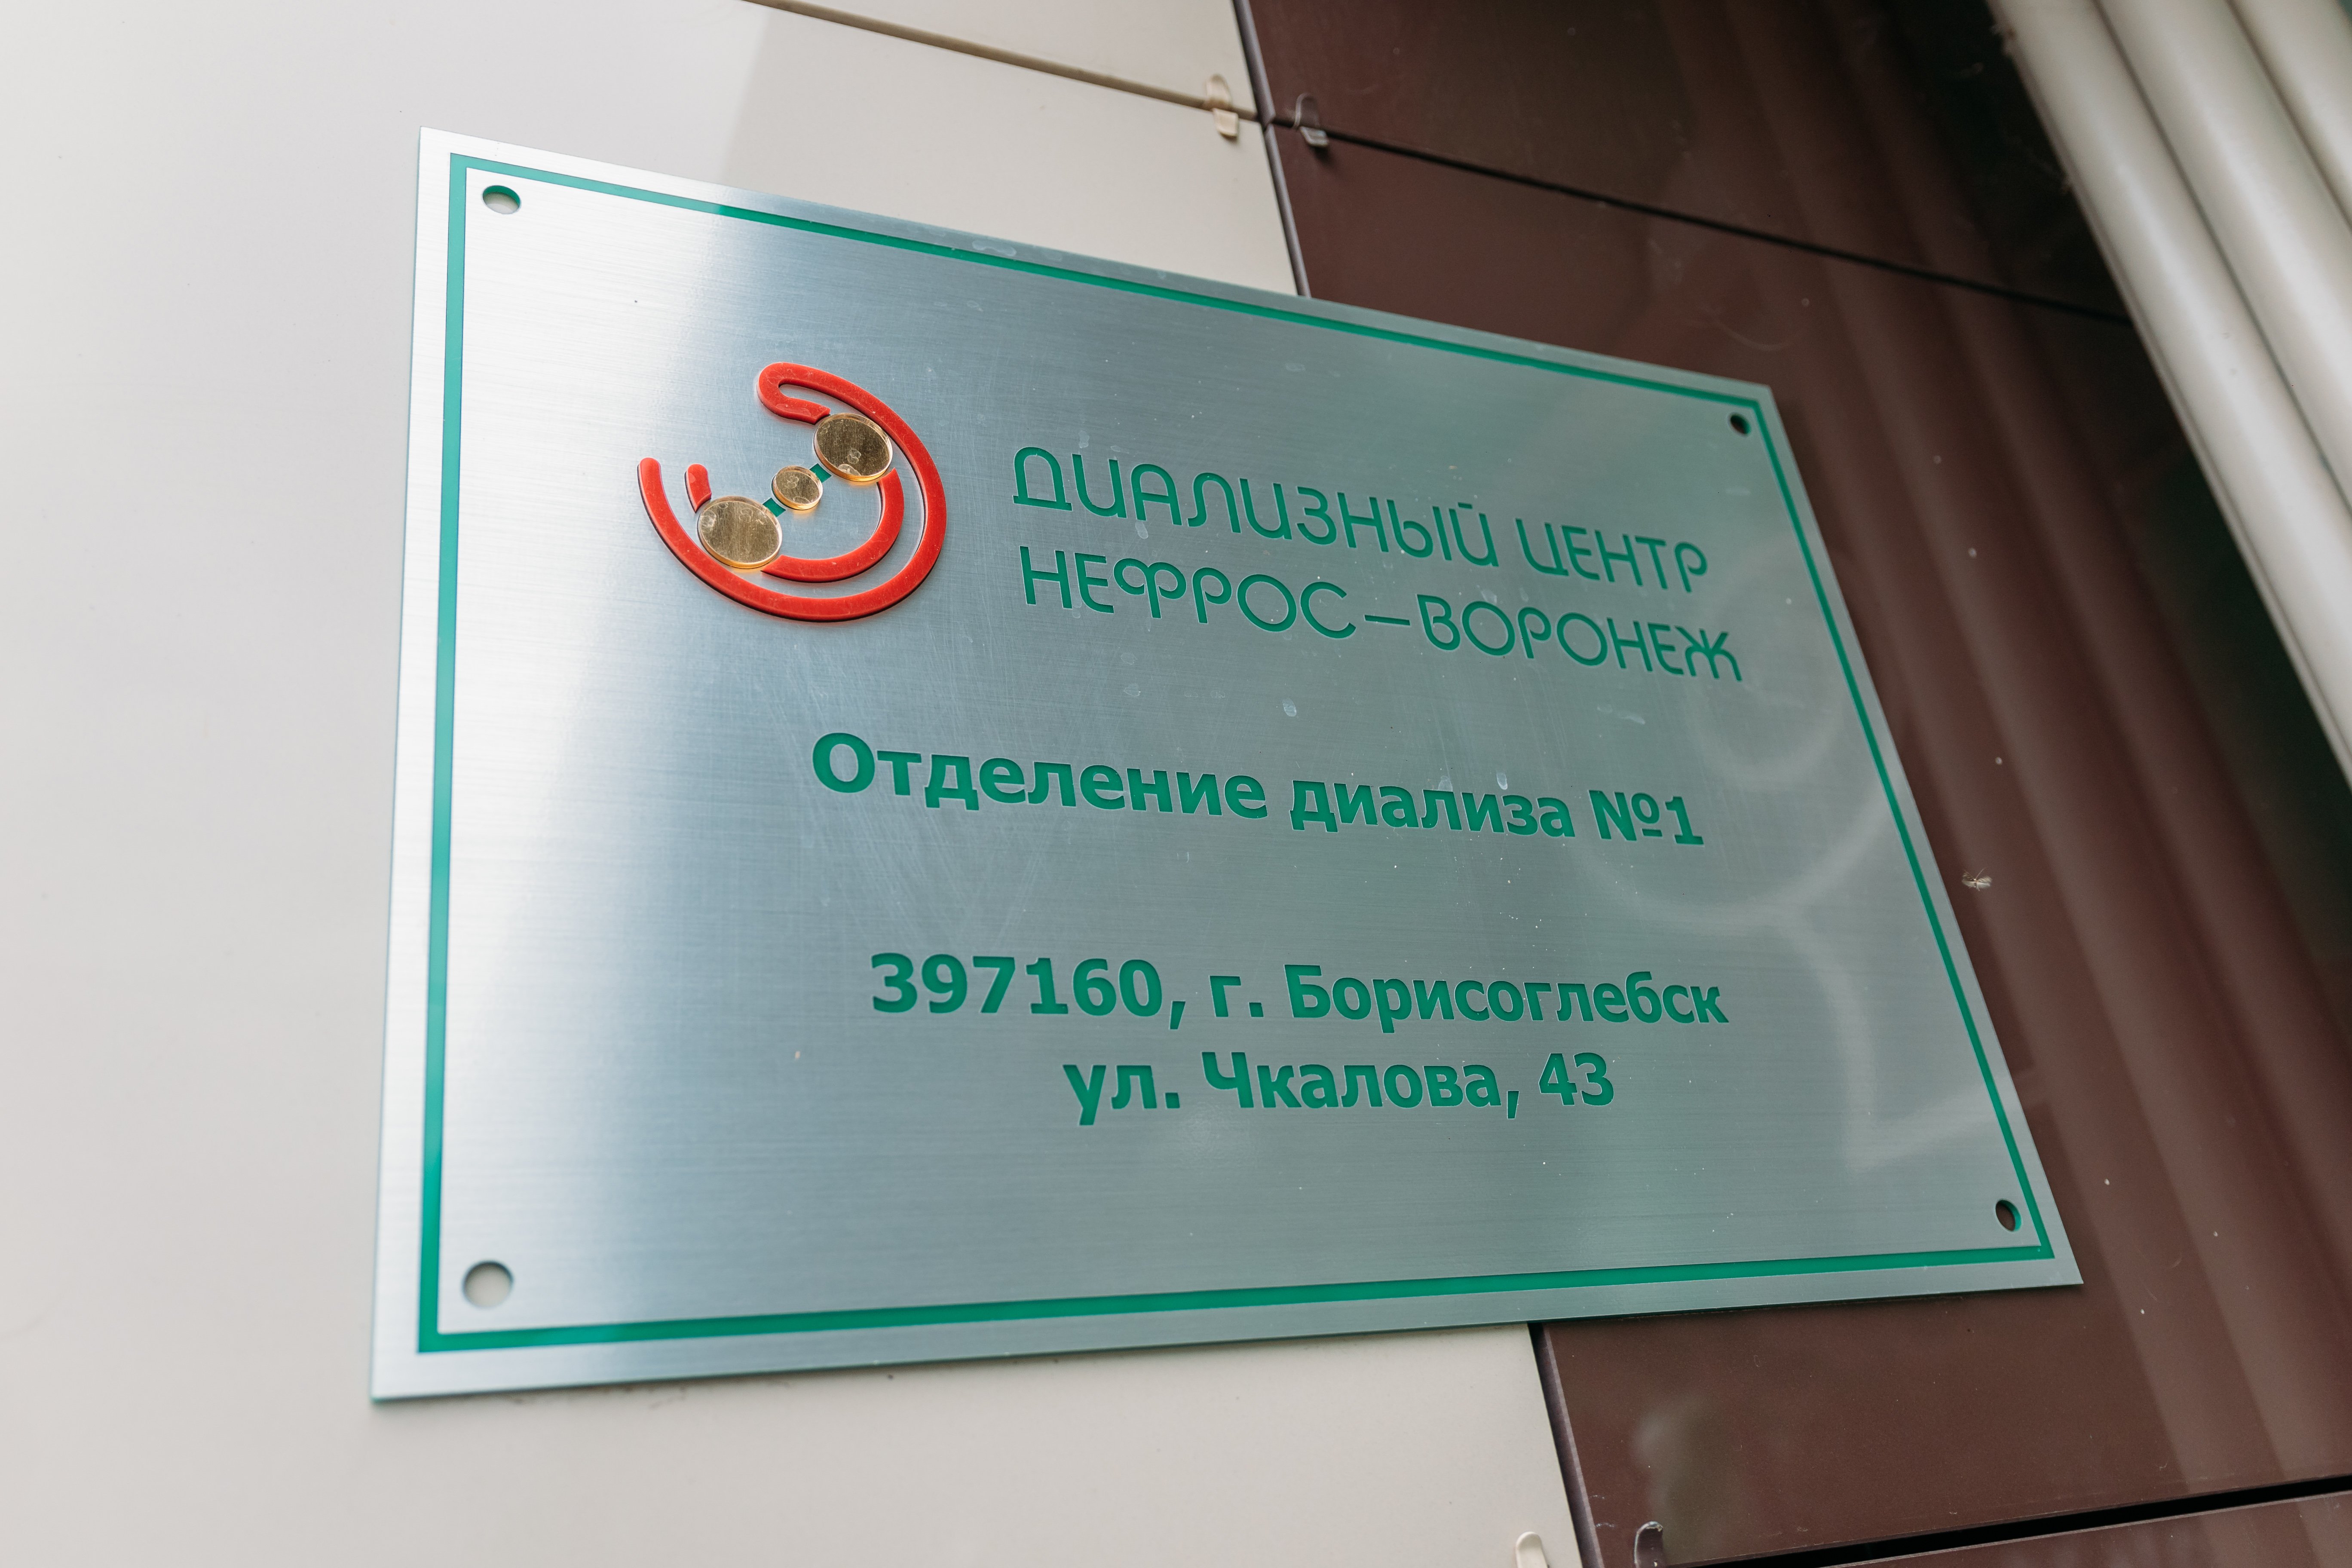 ДИАЛИЗНЫЙ ЦЕНТР
НЕФРОС–ВОРОНЕЖ
Отделение диализа №1
397160, г. Борисоглебск
ул. Чкалова, 43